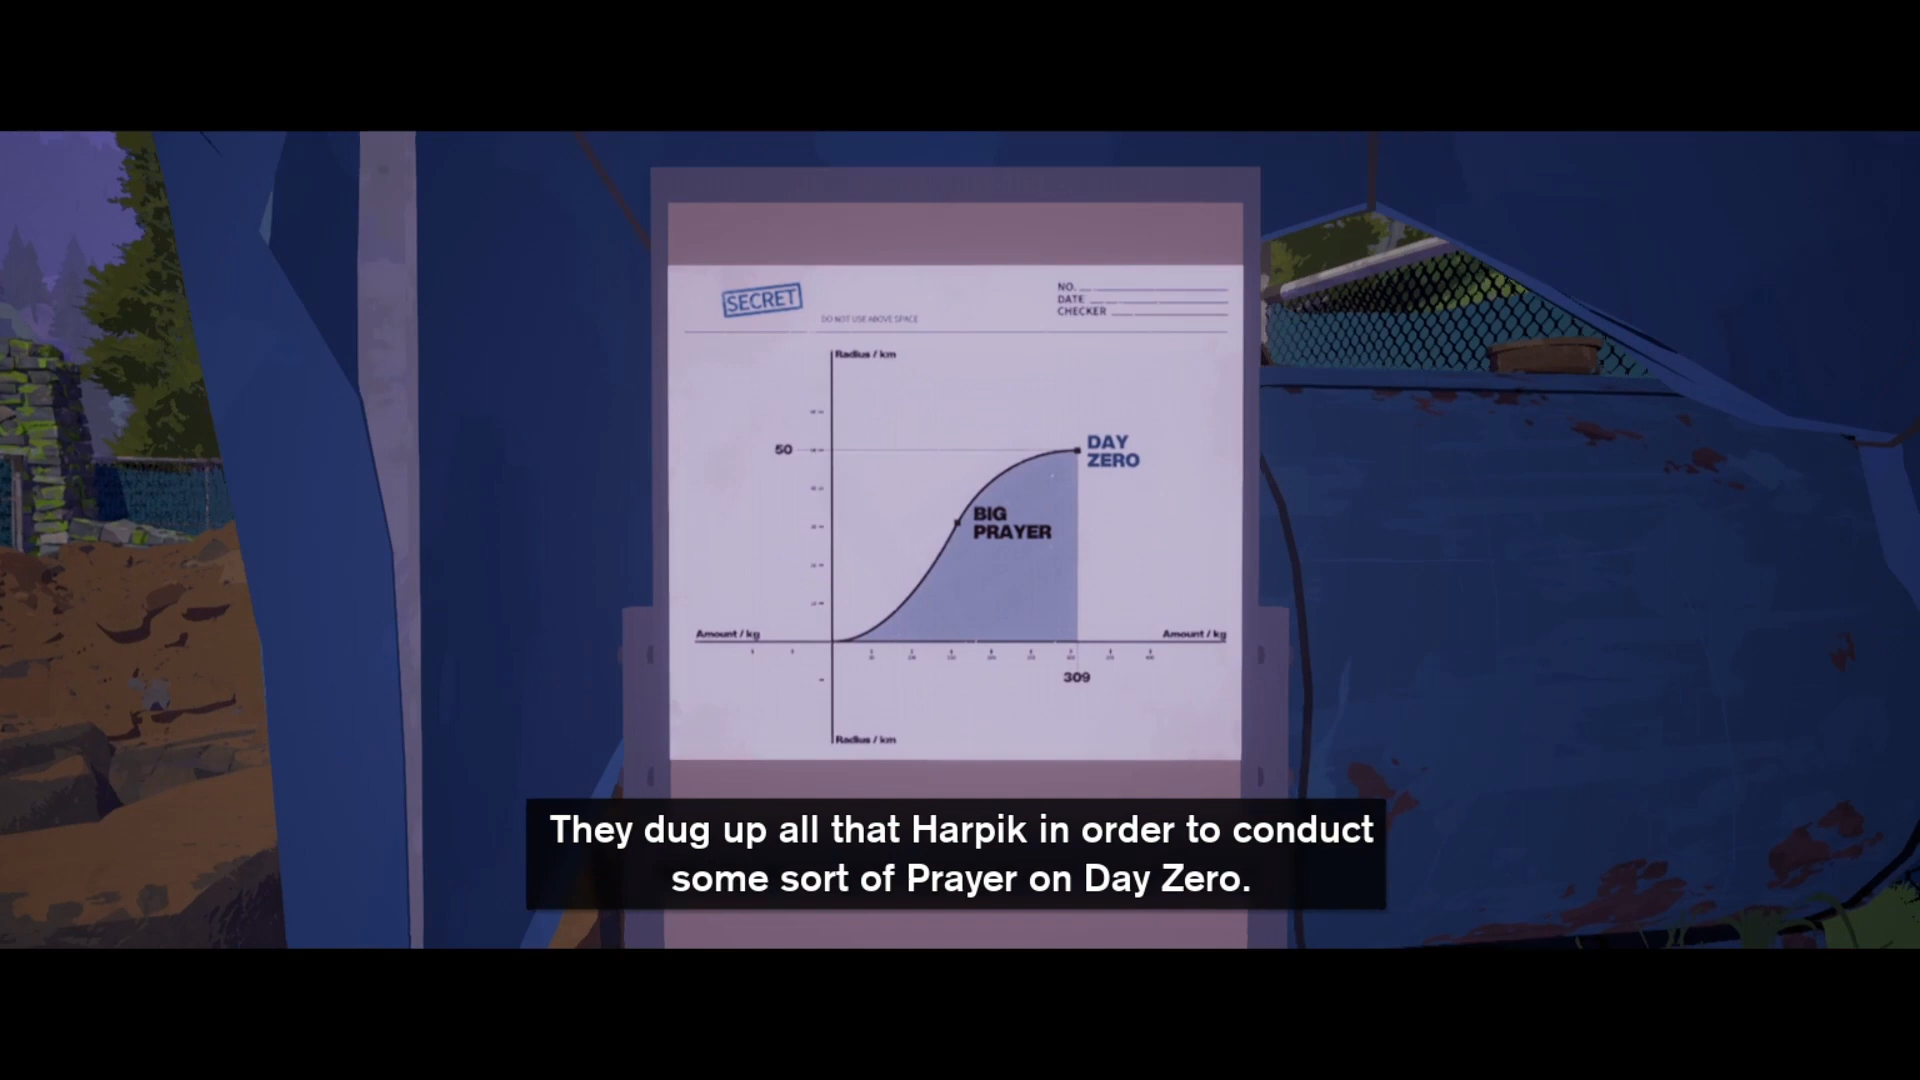 SECRET
DO NOT USE ABOVE SPACE
NO.
DATE
CHECKER
Radius / km
50
DAY
ZERO
BIG
PRAYER
Amount / kg
Amount / kg
309
Radius / km
They dug up all that Harpik in order to conduct
some sort of Prayer on Day Zero.